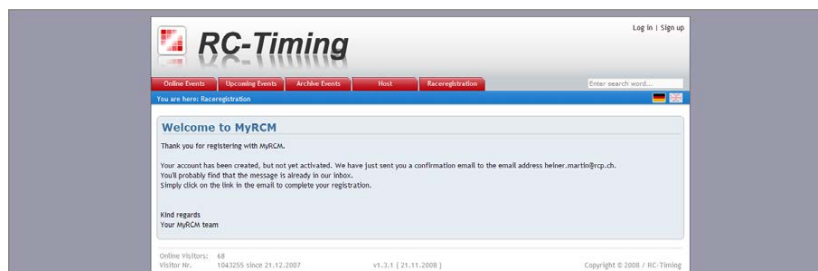 RC-Timing
Log in | Sign up
Online Events Upcoming Events Archive Events Host Raceregistration Enter search word...
You are here: Raceregistration
Welcome to MyRCM
Thank you for registering with MyRCM.
Your account has been created, but not yet activated. We have just sent you a confirmation email to the email address heiner.martin@rcp.ch.
You'll probably find that the message is already in our inbox.
Simply click on the link in the email to complete your registration.
Kind regards
Your MyRCM team
Online Visitors: 68
Visitor Nr. 1043255 since 21.12.2007 v1.3.1 ( 21.11.2008 ) Copyright © 2008 / RC-Timing